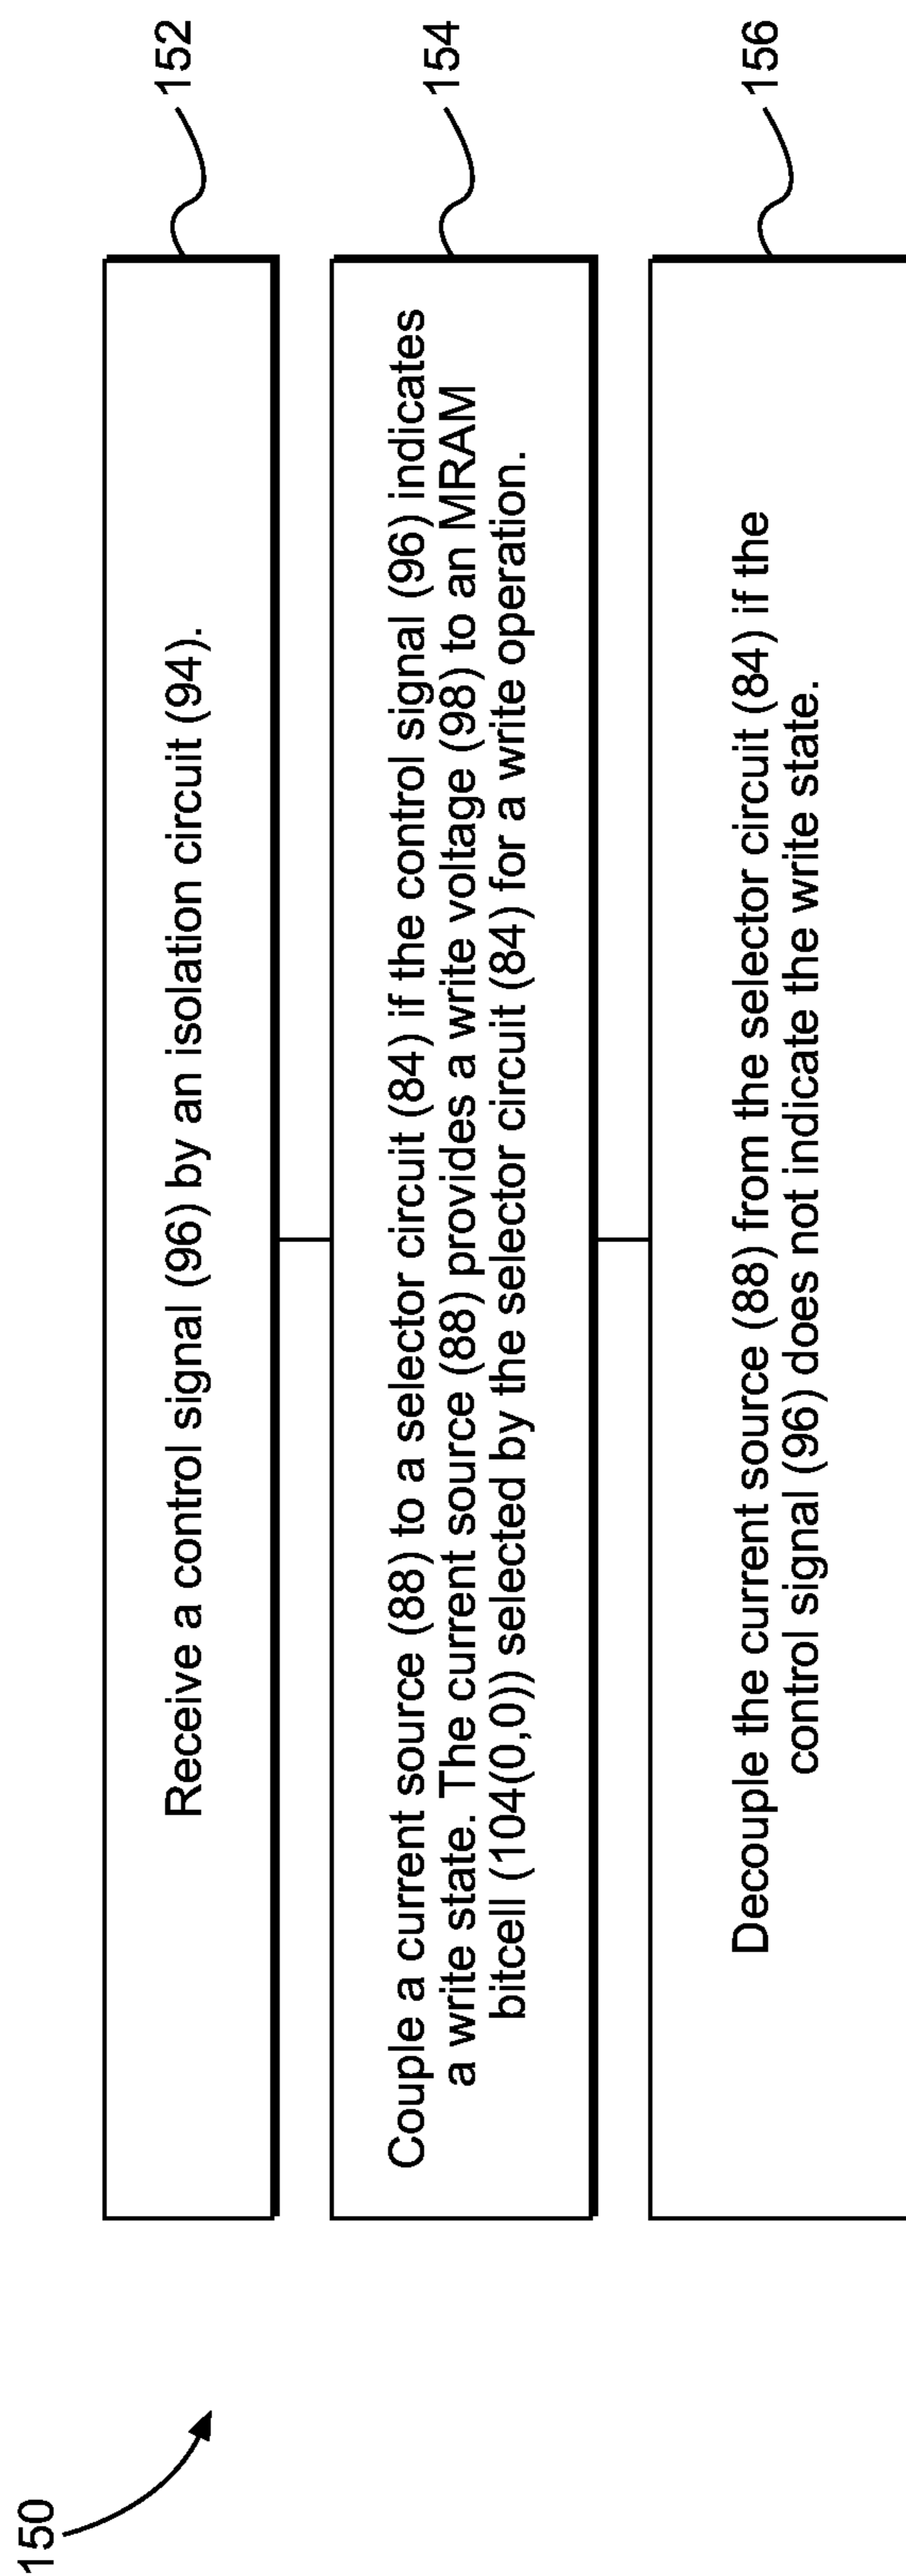 150
Receive a control signal (96) by an isolation circuit (94).
152
Couple a current source (88) to a selector circuit (84) if the control signal (96) indicates
a write state. The current source (88) provides a write voltage (98) to an MRAM
bitcell (104(0,0)) selected by the selector circuit (84) for a write operation.
154
Decouple the current source (88) from the selector circuit (84) if the
control signal (96) does not indicate the write state.
156